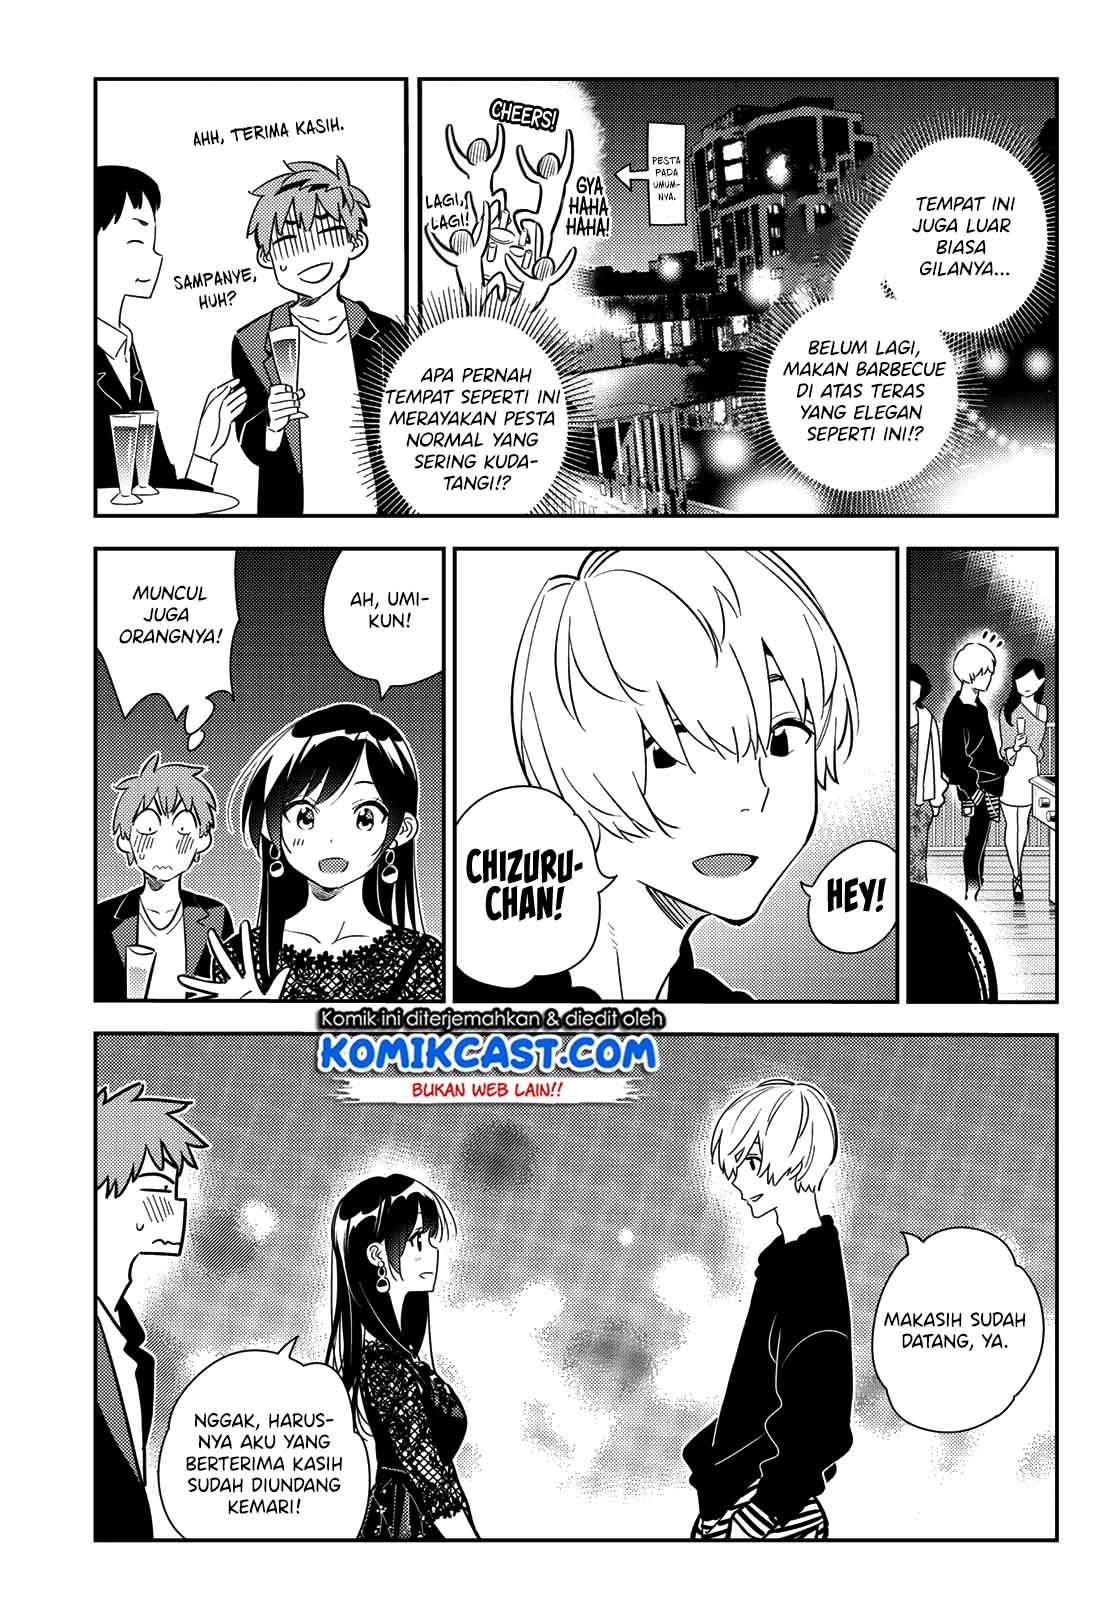 TEMPAT INI
JUGA LUAR
BIASA
GILANYA...
BELUM LAGI,
MAKAN BARBECUE
DI ATAS TERAS
YANG ELEGAN
SEPERTI INI!?
PESTA
PADA
UMUM-
NYA.
CHEERS!
GYA
HAHA
HAHA!
LAGI,
LAGI!
APA PERNAH
TEMPAT SEPERTI INI
MERAYAKAN PESTA
NORMAL YANG
SERING KUDA-
TANGI!?
AHH, TERIMA KASIH.
SAMPANYE,
HUH?
HEY!
CHIZURU-
CHAN!
AH, UMI-
KUN!
MUNCUL
JUGA
ORANGNYA!
Komik ini diterjemahkan & diedit oleh
KOMIKCAST.COM
BUKAN WEB LAIN!!
MAKASIH SUDAH
DATANG, YA.
NGGAK, HARUS-
NYA AKU YANG
BERTERIMA KASIH
SUDAH DIUNDANG
KEMARI!